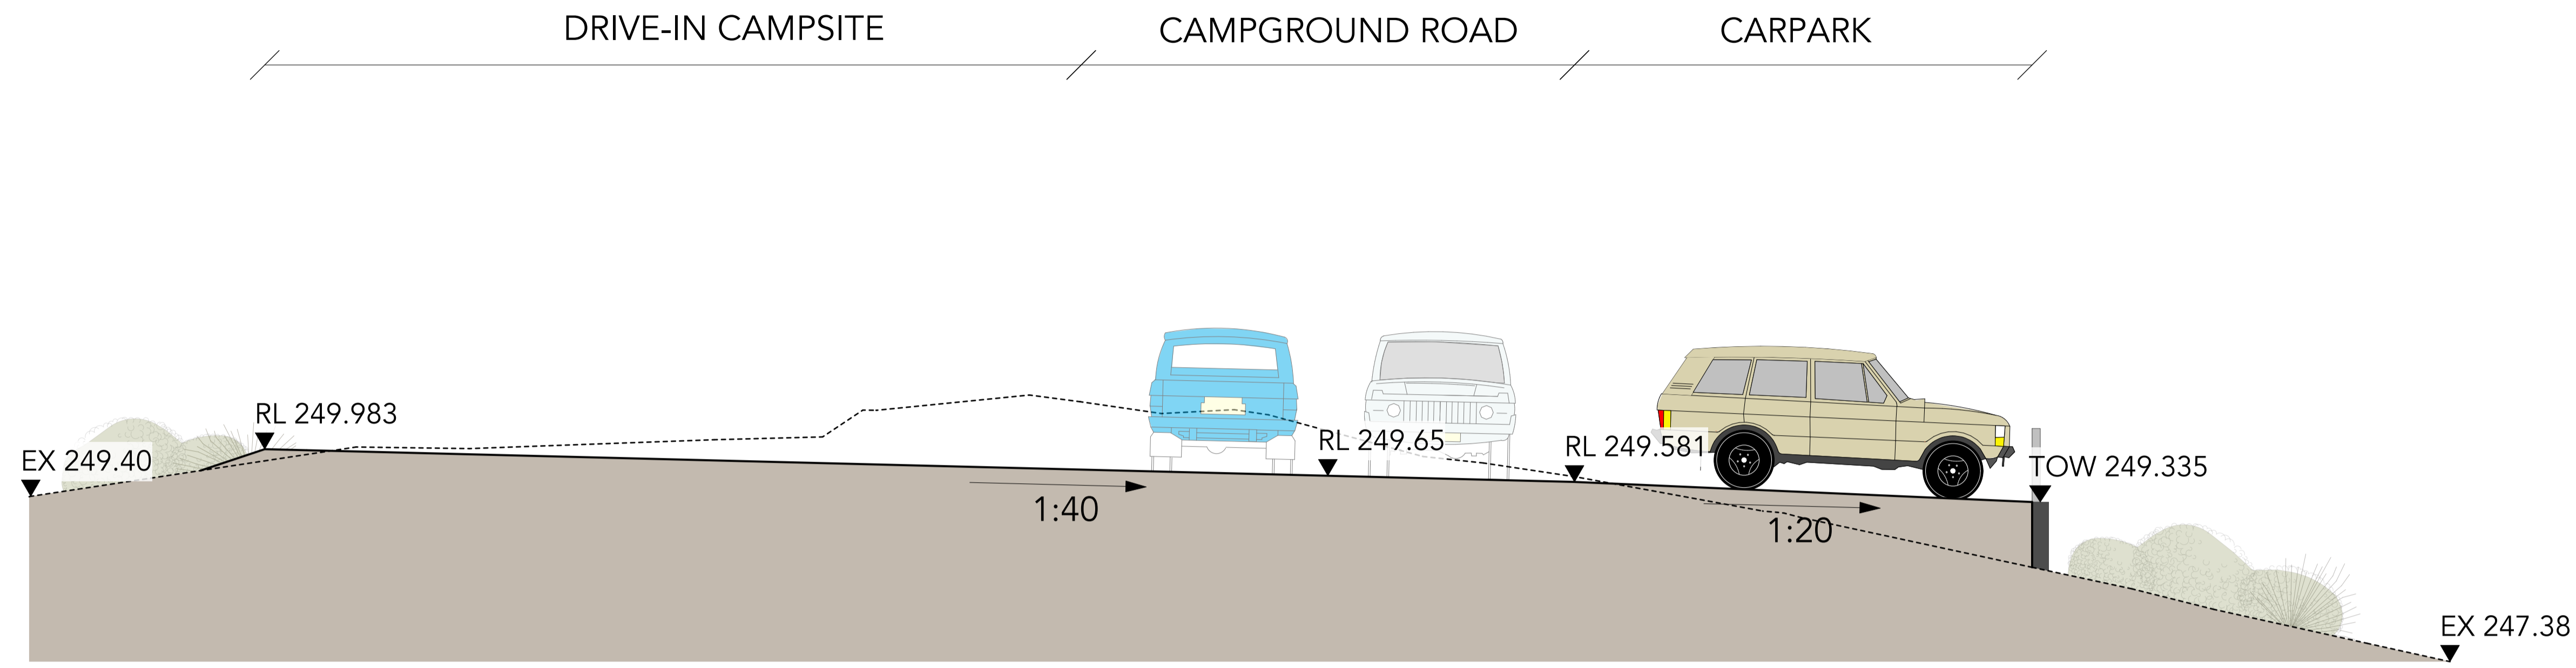 DRIVE-IN CAMPSITE
CAMPGROUND ROAD
CARPARK
RL 249.983
EX 249.40
RL 249.65
RL 249.581
TOW 249.335
1:40
1:20
EX 247.38